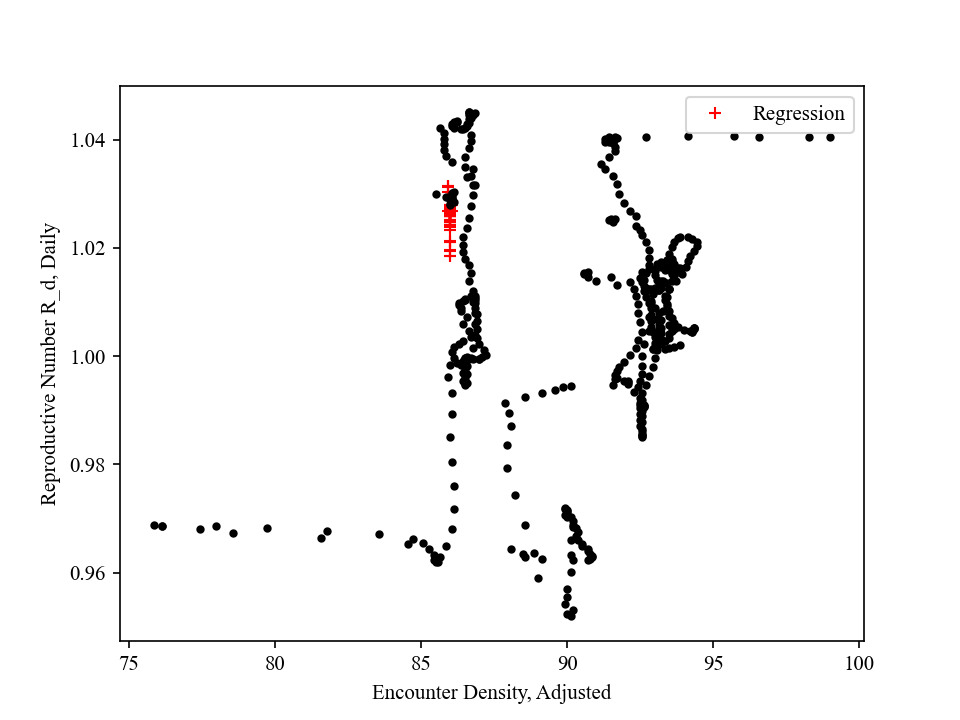 Regression
1.04
1.02
1.00
0.98
0.96
Reproductive Number R_d, Daily
75 80 85 90 95 100
Encounter Density, Adjusted